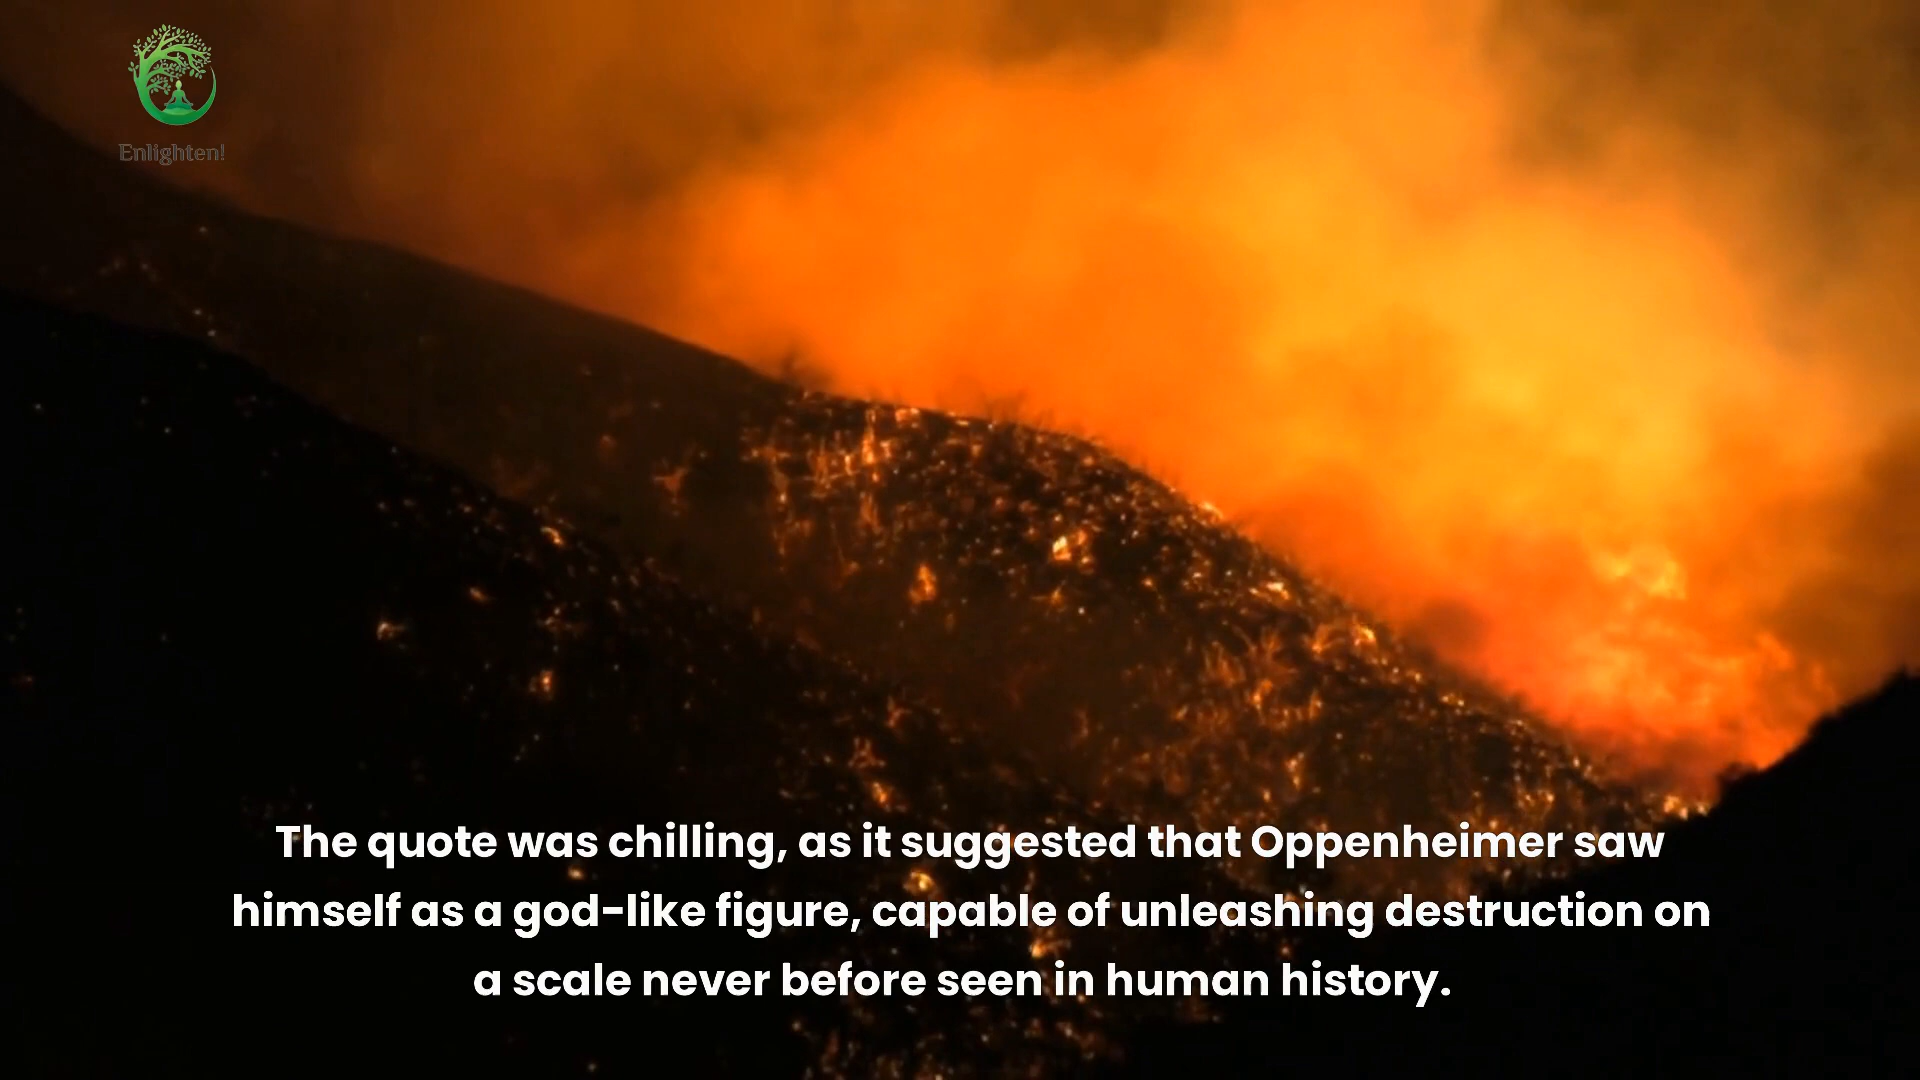 Enlighten!
The quote was chilling, as it suggested that Oppenheimer saw
himself as a god-like figure, capable of unleashing destruction on
a scale never before seen in human history.